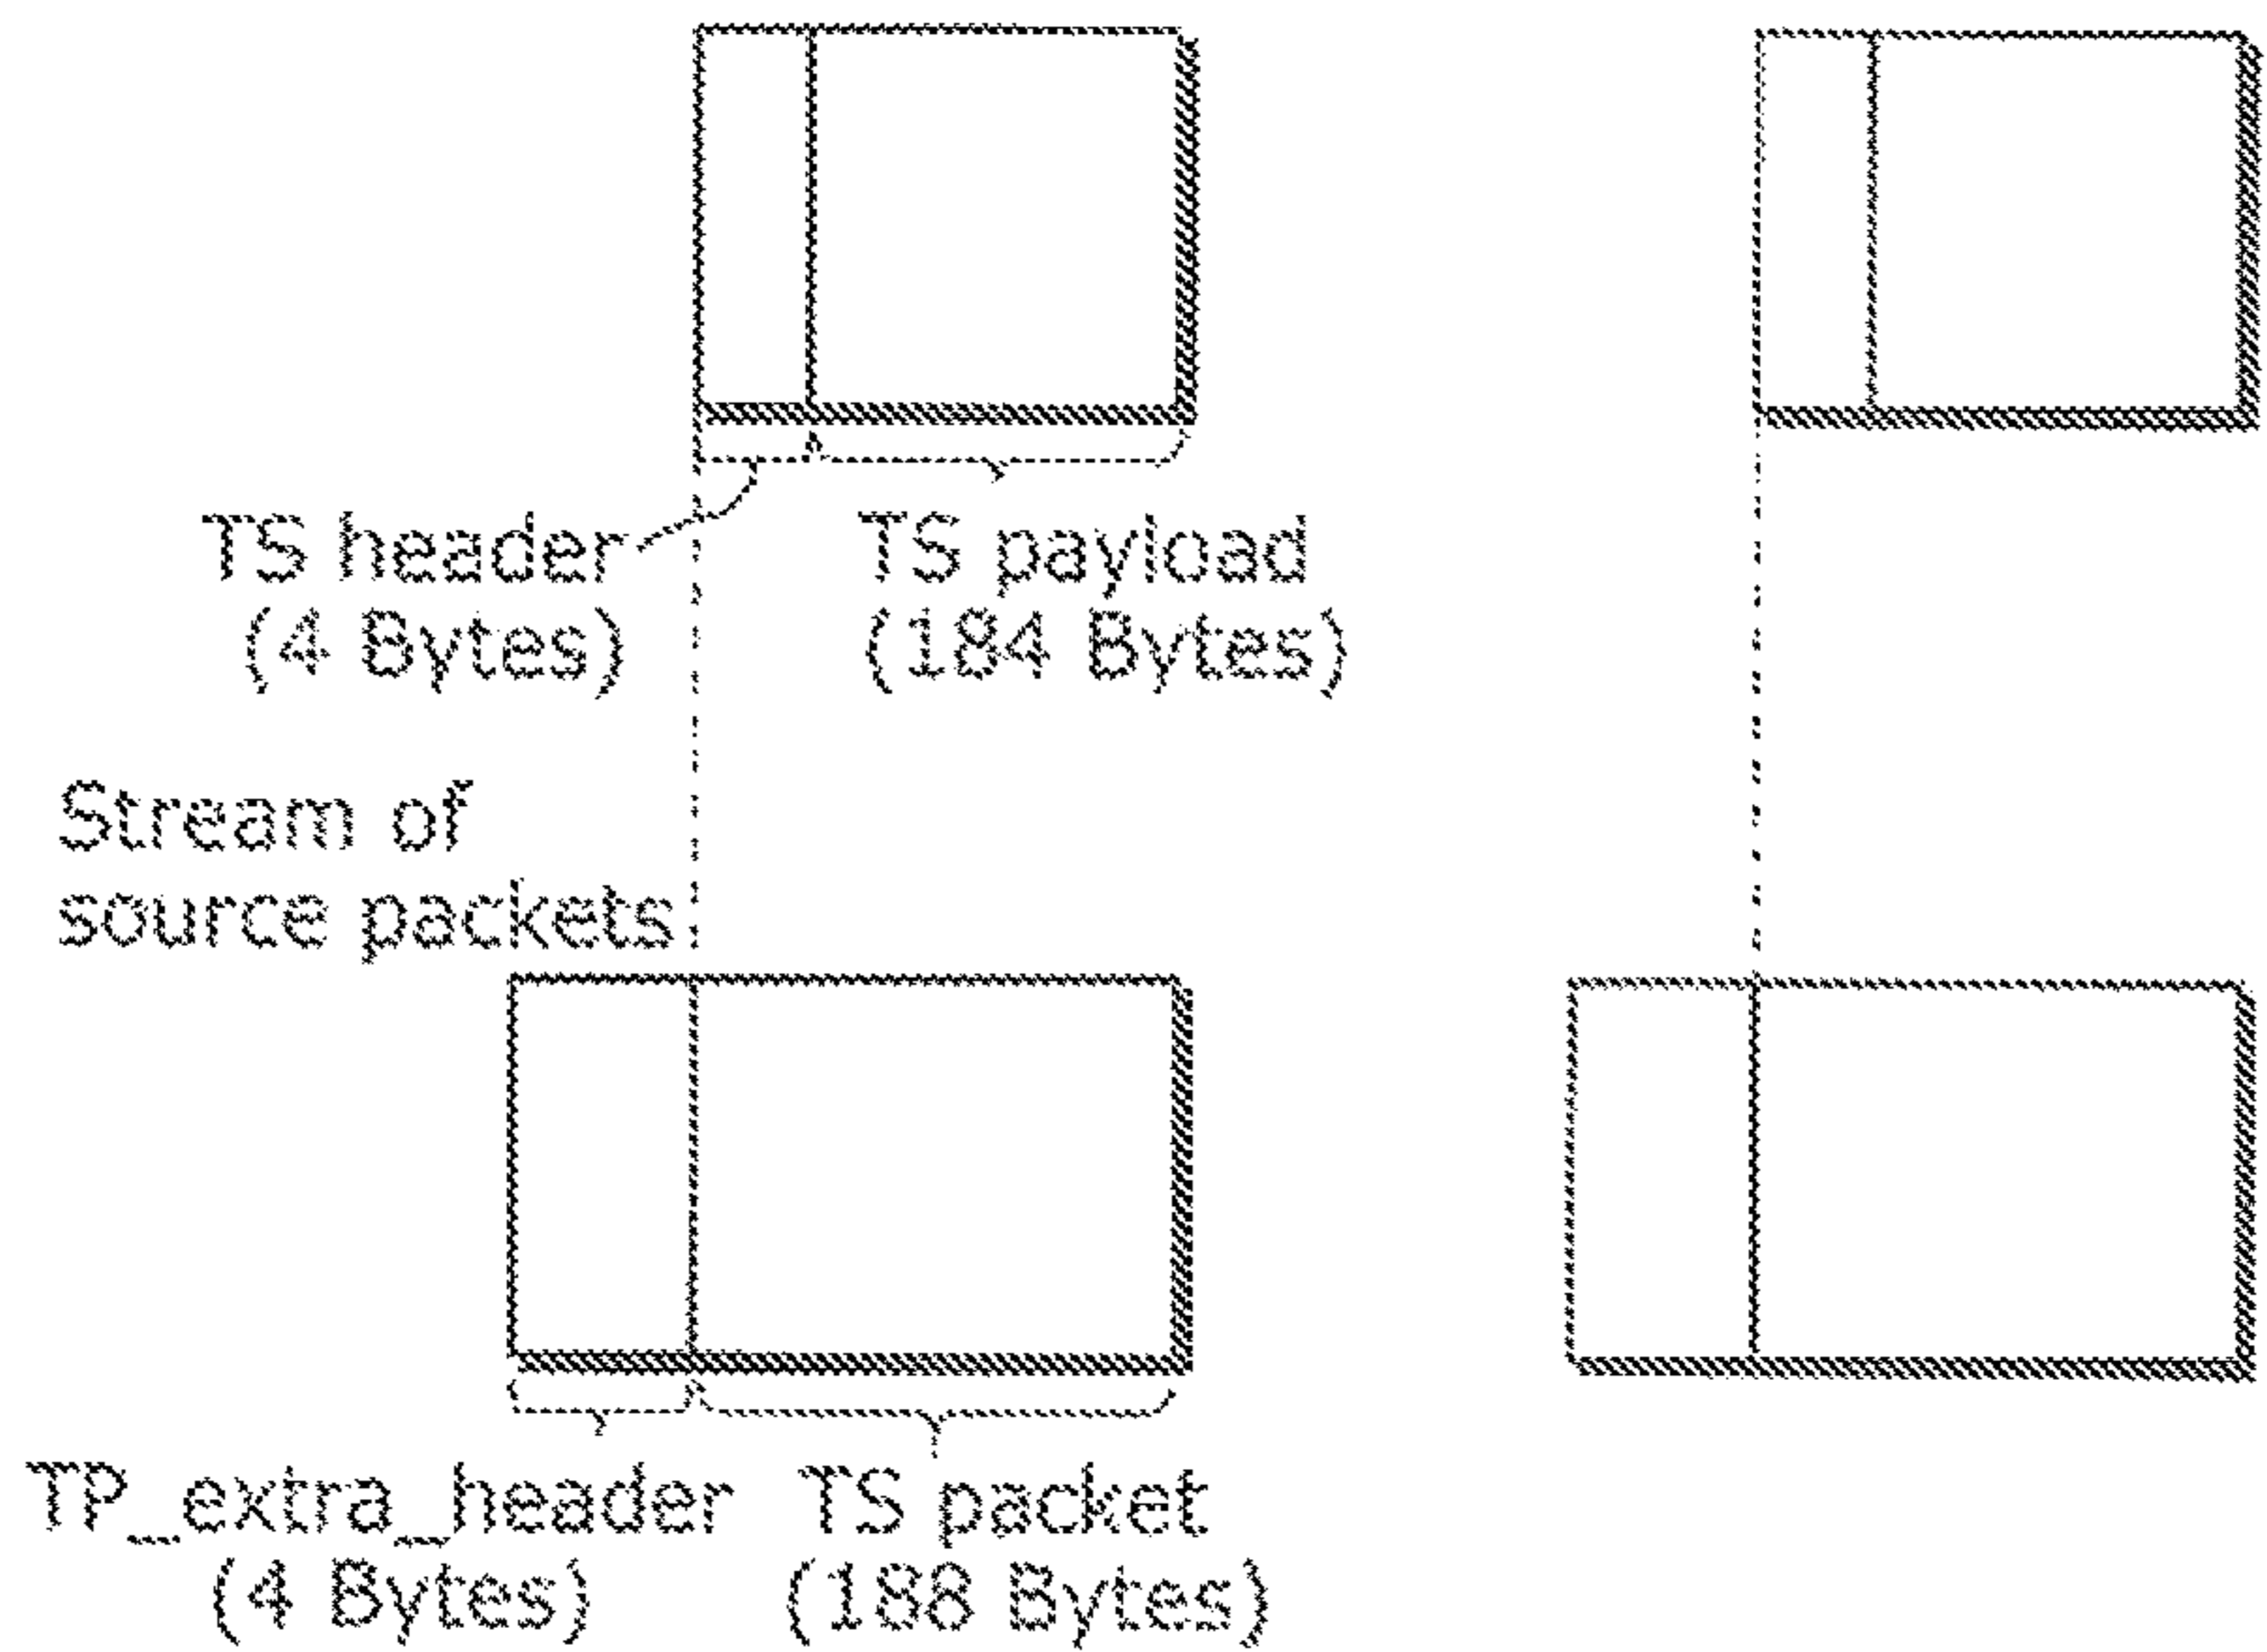 TS header
(4 Bytes)
TS payload
(184 Bytes)
Stream of
source packets
TP_extra_header
(4 Bytes)
TS packet
(188 Bytes)